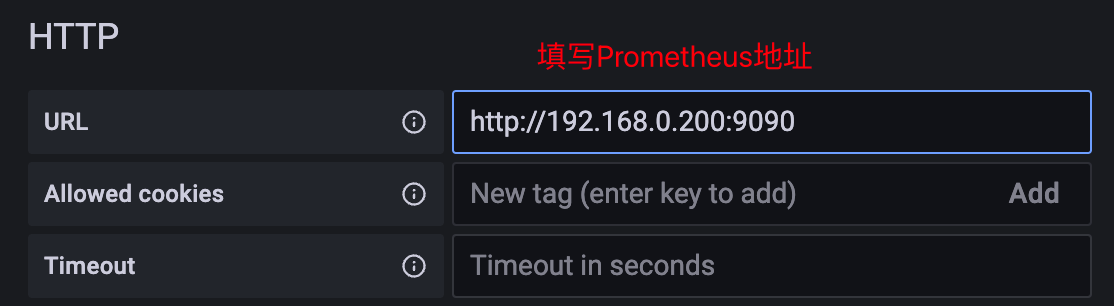 HTTP
填写Prometheus地址
URL http://192.168.0.200:9090
Allowed cookies New tag (enter key to add) Add
Timeout Timeout in seconds